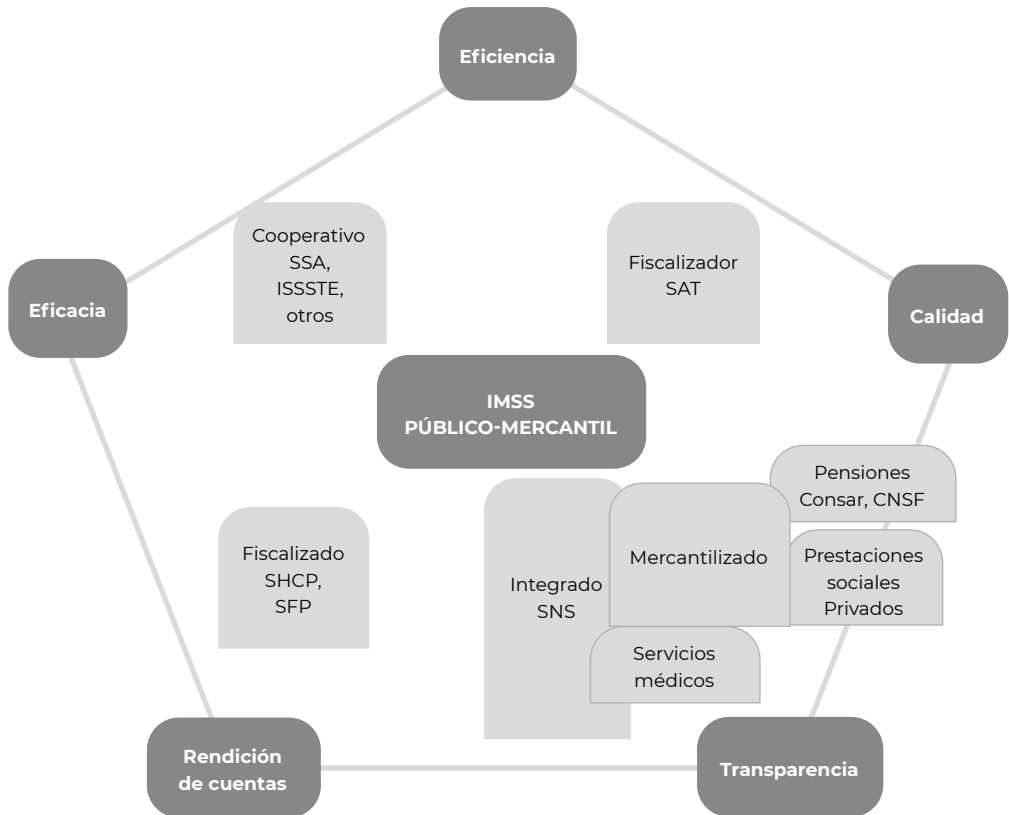 Eficiencia
Cooperativo
SSA,
ISSSTE,
otros
Fiscalizador
SAT
Eficacia
Calidad
IMSS
PÚBLICO-MERCANTIL
Pensiones
Consar, CNSF
Fiscalizado
SHCP,
SFP
Integrado
SNS
Mercantilizado
Prestaciones
sociales
Privados
Servicios
médicos
Rendición
de cuentas
Transparencia